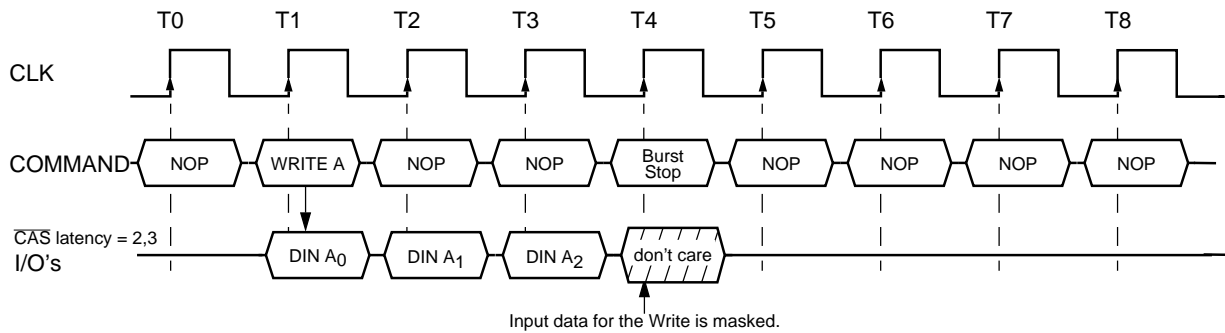 T0 T1 T2 T3 T4 T5 T6 T7 T8
CLK
COMMAND NOP WRITE A NOP NOP Burst Stop NOP NOP NOP NOP
CAS latency = 2,3
I/O's DIN A0 DIN A1 DIN A2 don't care
Input data for the Write is masked.